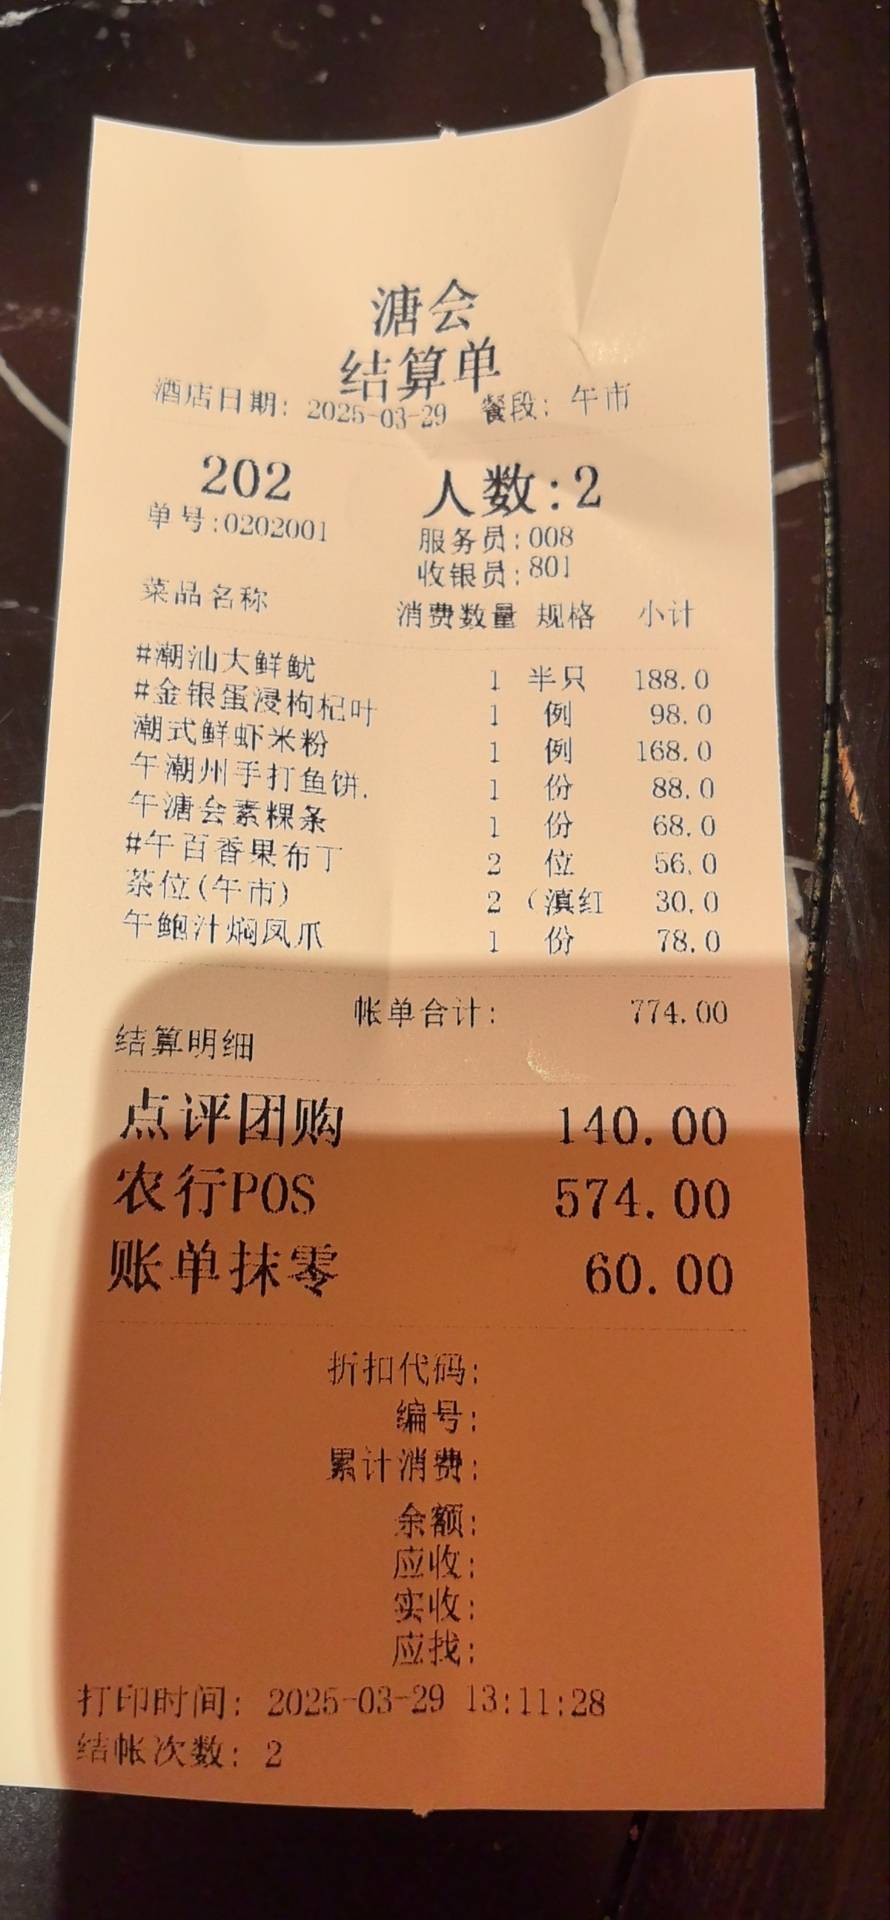 溏会
结算单
酒店日期: 2025-03-29 餐段: 午市
202 人数:2
单号:0202001 服务员:008
收银员:801
菜品名称 消费数量 规格 小计
#潮汕大鲜鱿 1 半只 188.0
#金银蛋浸枸杞叶 1 例 98.0
潮式鲜虾米粉 1 例 168.0
午潮州手打鱼饼. 1 份 88.0
午溏会素粿条 1 份 68.0
#午百香果布丁 2 位 56.0
茶位(午市) 2 (滇红 30.0
午鲍汁焖凤爪 1 份 78.0
帐单合计: 774.00
结算明细
点评团购 140.00
农行POS 574.00
账单抹零 60.00
折扣代码:
编号:
累计消费:
余额:
应收:
实收:
应找:
打印时间: 2025-03-29 13:11:28
结帐次数: 2